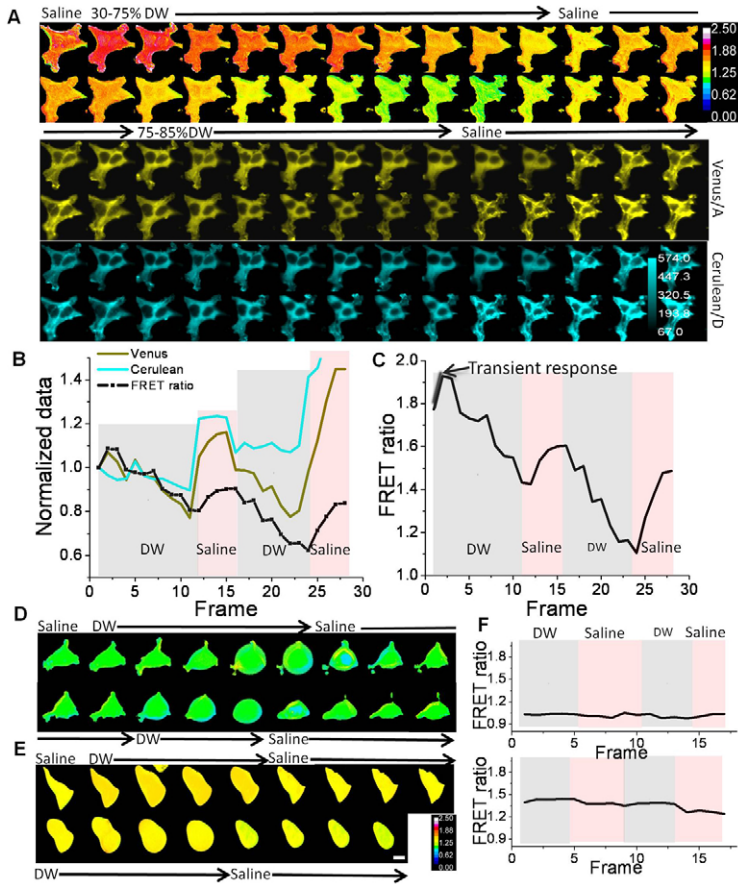 A
Saline 30-75% DW Saline
2.50
1.88
1.25
0.62
0.00
75-85%DW Saline
Venus/A
Cerulean/D
574.0
447.3
320.5
193.8
67.0
B
Venus
Cerulean
FRET ratio
Normalized data
1.4
1.2
1.0
0.8
0.6
DW Saline DW Saline
0 5 10 15 20 25 30
Frame
C
Transient response
FRET ratio
2.0
1.8
1.6
1.4
1.2
1.0
DW Saline DW Saline
0 5 10 15 20 25 30
Frame
D
Saline DW Saline
DW Saline
E
Saline DW Saline
2.50
1.88
1.25
0.62
0.00
DW Saline
F
DW Saline DW Saline
FRET ratio
1.8
1.5
1.2
0.9
0 5 10 15
Frame
FRET ratio
1.8
1.5
1.2
0.9
0 5 10 15
Frame